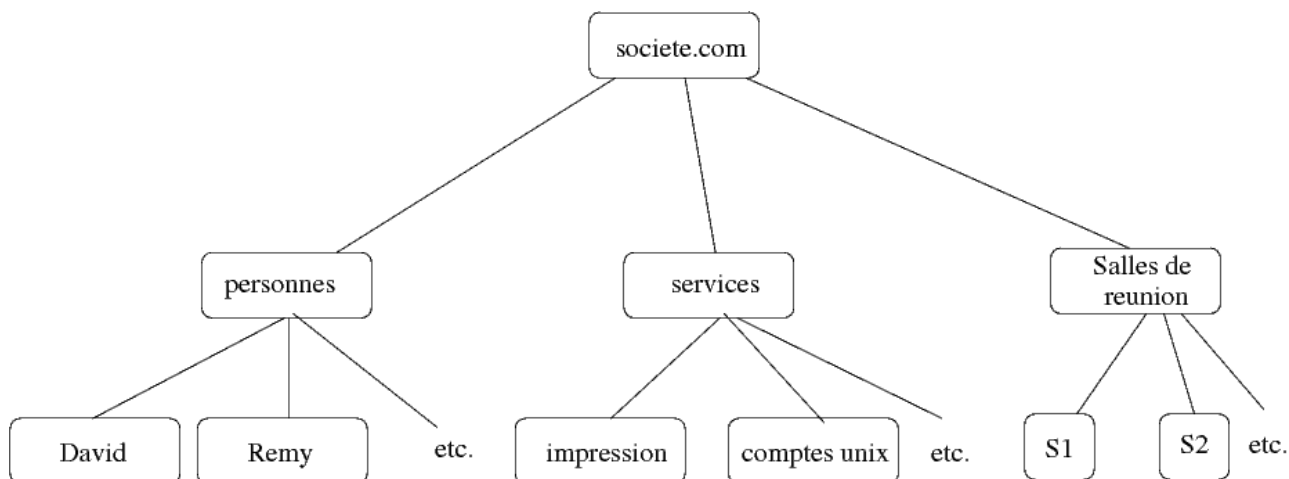 societe.com
personnes
services
Salles de
reunion
David
Remy
etc.
impression
comptes unix
etc.
S1
S2
etc.